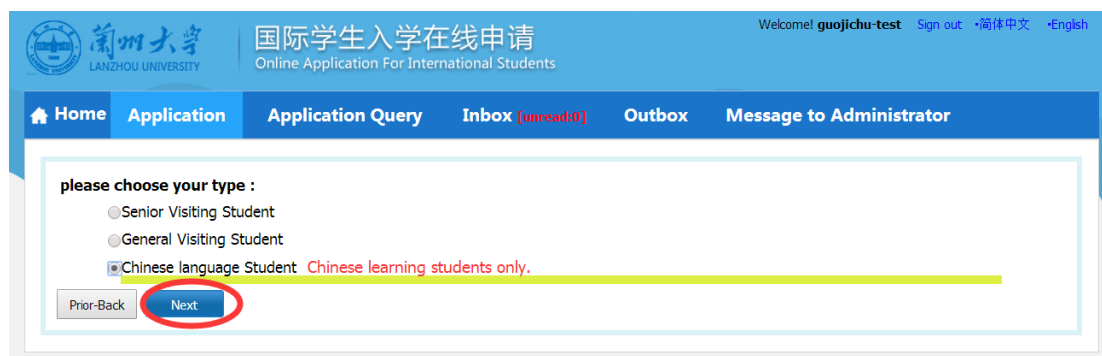 Welcome! guojichu-test Sign out •简体中文 •English
兰州大学
LANZHOU UNIVERSITY
国际学生入学在线申请
Online Application For International Students
Home Application Application Query Inbox [unread:0] Outbox Message to Administrator
please choose your type :
Senior Visiting Student
General Visiting Student
Chinese language Student Chinese learning students only.
Prior-Back Next